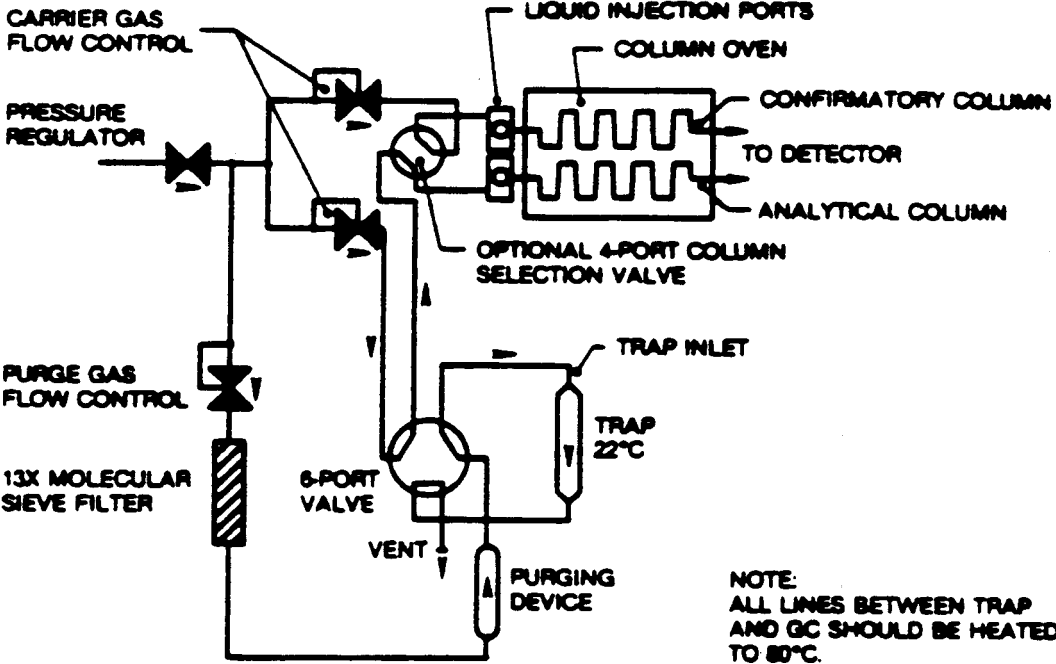 CARRIER GAS
FLOW CONTROL
LIQUID INJECTION PORTS
COLUMN OVEN
PRESSURE
REGULATOR
CONFIRMATORY COLUMN
TO DETECTOR
ANALYTICAL COLUMN
OPTIONAL 4-PORT COLUMN
SELECTION VALVE
TRAP INLET
PURGE GAS
FLOW CONTROL
TRAP
22°C
13X MOLECULAR
SIEVE FILTER
6-PORT
VALVE
VENT
PURGING
DEVICE
NOTE:
ALL LINES BETWEEN TRAP
AND GC SHOULD BE HEATED
TO 80°C.